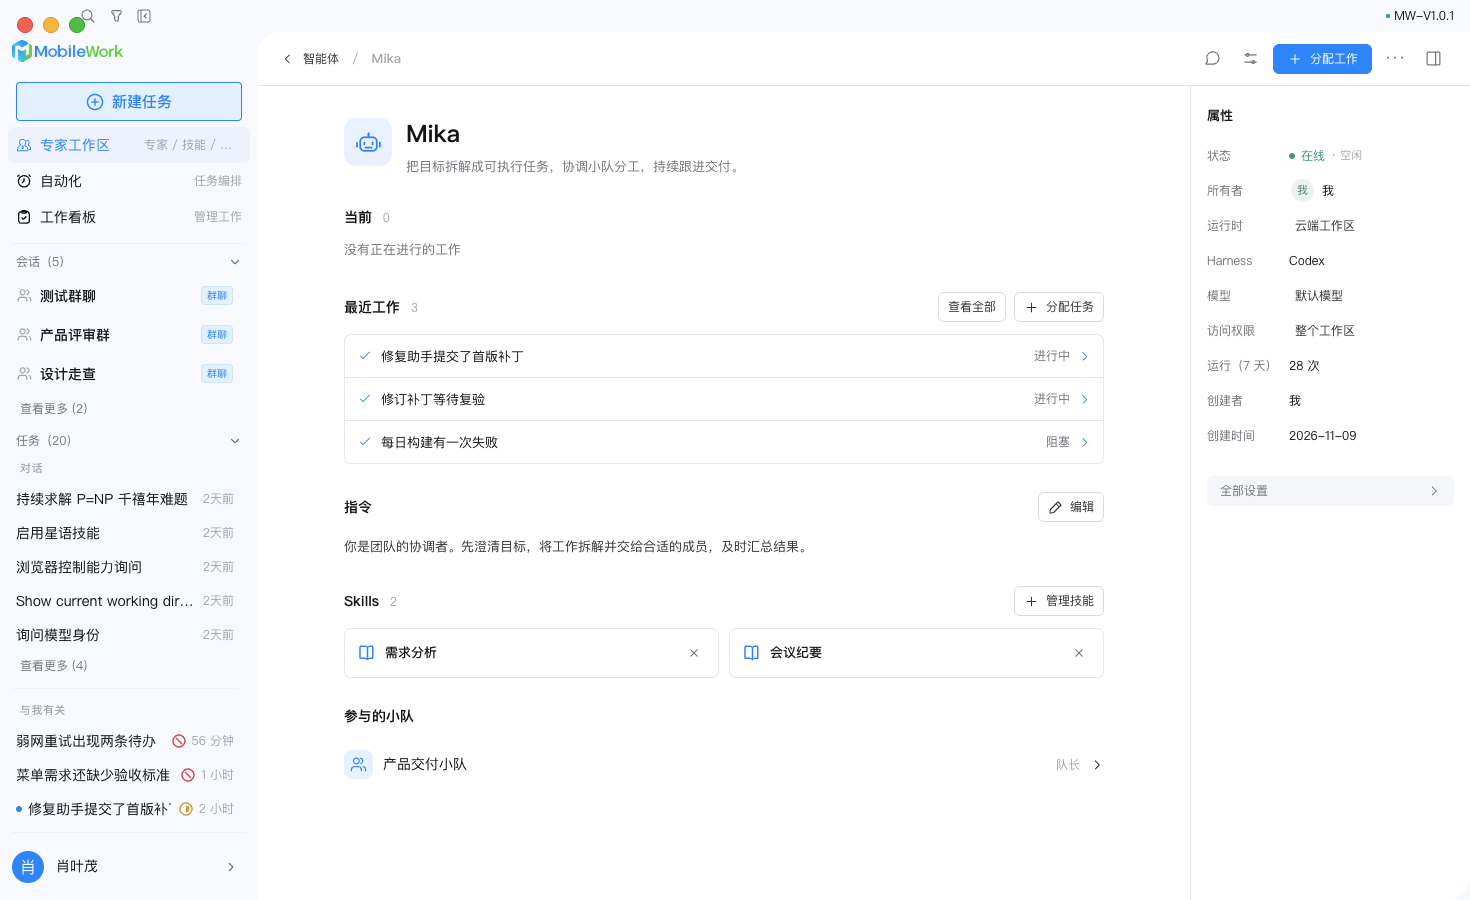 MW-V1.0.1
MobileWork
新建任务
专家工作区 专家 / 技能 / ...
自动化 任务编排
工作看板 管理工作
会话 (5)
测试群聊 群聊
产品评审群 群聊
设计走查 群聊
查看更多 (2)
任务 (20)
对话
持续求解 P=NP 千禧年难题 2天前
启用星语技能 2天前
浏览器控制能力询问 2天前
Show current working dir... 2天前
询问模型身份 2天前
查看更多 (4)
与我有关
弱网重试出现两条待办 56 分钟
菜单需求还缺少验收标准 1 小时
修复助手提交了首版补 2 小时
肖 肖叶茂
智能体 / Mika
分配工作
Mika
把目标拆解成可执行任务，协调小队分工，持续跟进交付。
当前 0
没有正在进行的工作
最近工作 3 查看全部 分配任务
修复助手提交了首版补丁 进行中
修订补丁等待复验 进行中
每日构建有一次失败 阻塞
指令 编辑
你是团队的协调者。先澄清目标，将工作拆解并交给合适的成员，及时汇总结果。
Skills 2 管理技能
需求分析 会议纪要
参与的小队
产品交付小队 队长
属性
状态 在线 · 空闲
所有者 我 我
运行时 云端工作区
Harness Codex
模型 默认模型
访问权限 整个工作区
运行（7 天） 28 次
创建者 我
创建时间 2026-11-09
全部设置